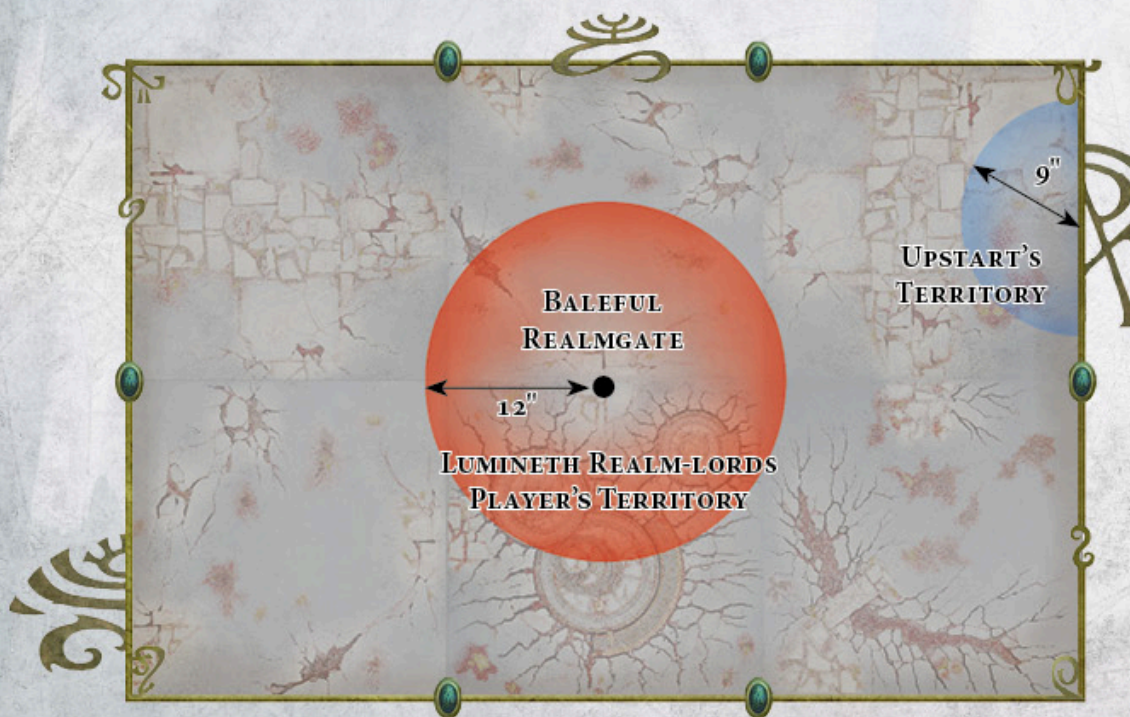 9"
Upstart's
Territory
Baleful
Realmgate
12"
Lumineth Realm-lords
Player's Territory